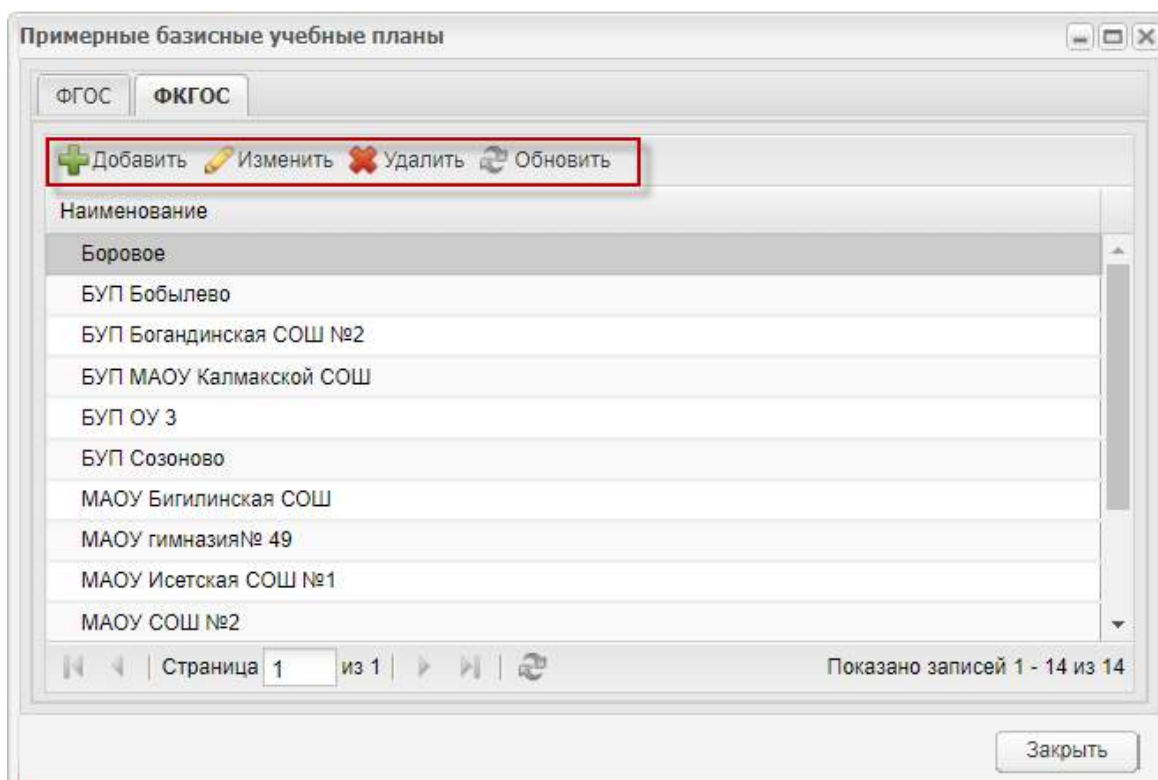 Примерные базисные учебные планы
ФГОС ФКГОС
Добавить Изменить Удалить Обновить
Наименование
Боровое
БУП Бобылево
БУП Богандинская СОШ №2
БУП МАОУ Калмакской СОШ
БУП ОУ 3
БУП Созоново
МАОУ Бигилинская СОШ
МАОУ гимназия№ 49
МАОУ Исетская СОШ №1
МАОУ СОШ №2
Страница 1 из 1 Показано записей 1 - 14 из 14
Закрыть